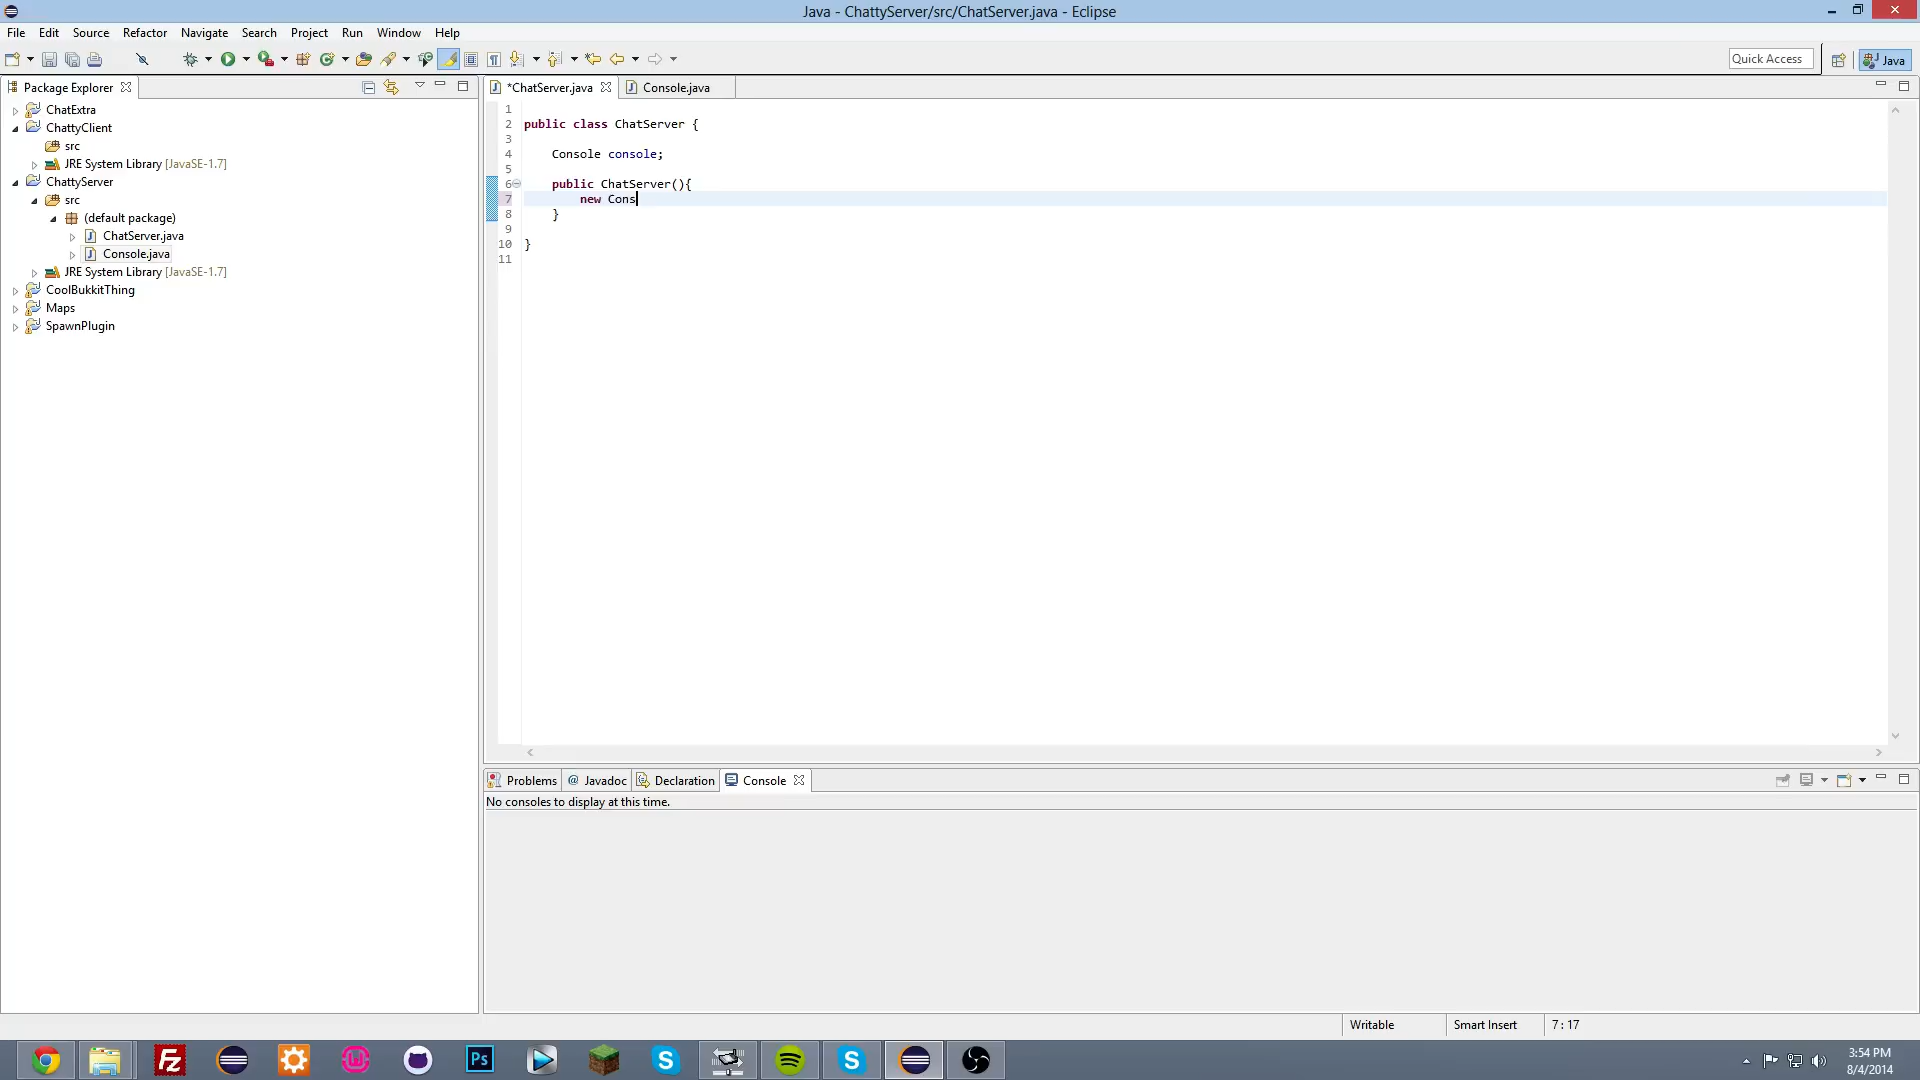 Java - ChattyServer/src/ChatServer.java - Eclipse
File Edit Source Refactor Navigate Search Project Run Window Help
Quick Access
Java
Package Explorer
*ChatServer.java
Console.java
ChatExtra
ChattyClient
src
JRE System Library [JavaSE-1.7]
ChattyServer
src
(default package)
ChatServer.java
Console.java
JRE System Library [JavaSE-1.7]
CoolBukkitThing
Maps
SpawnPlugin
1
2 public class ChatServer {
3
4 Console console;
5
6 public ChatServer(){
7 new Cons
8 }
9
10 }
11
Problems @ Javadoc Declaration Console
No consoles to display at this time.
Writable Smart Insert 7 : 17
Fz
Ps
3:54 PM
8/4/2014